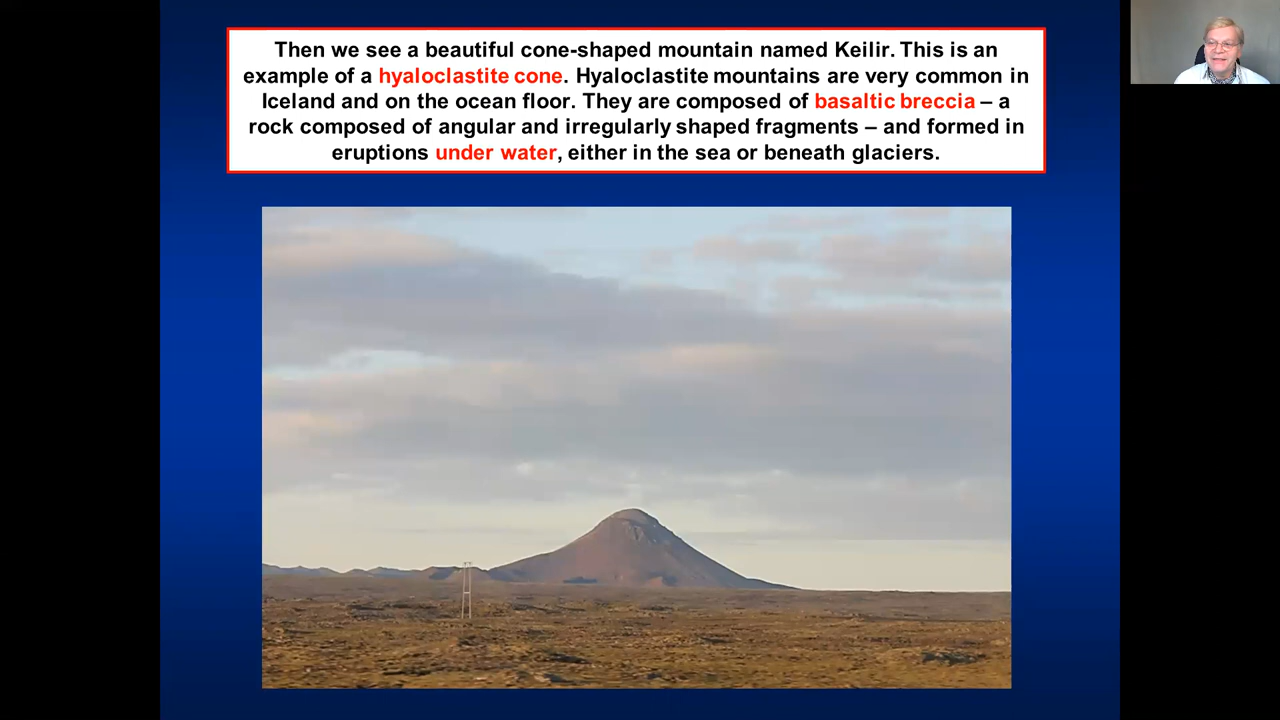 Then we see a beautiful cone-shaped mountain named Keilir. This is an
example of a hyaloclastite cone. Hyaloclastite mountains are very common in
Iceland and on the ocean floor. They are composed of basaltic breccia – a
rock composed of angular and irregularly shaped fragments – and formed in
eruptions under water, either in the sea or beneath glaciers.